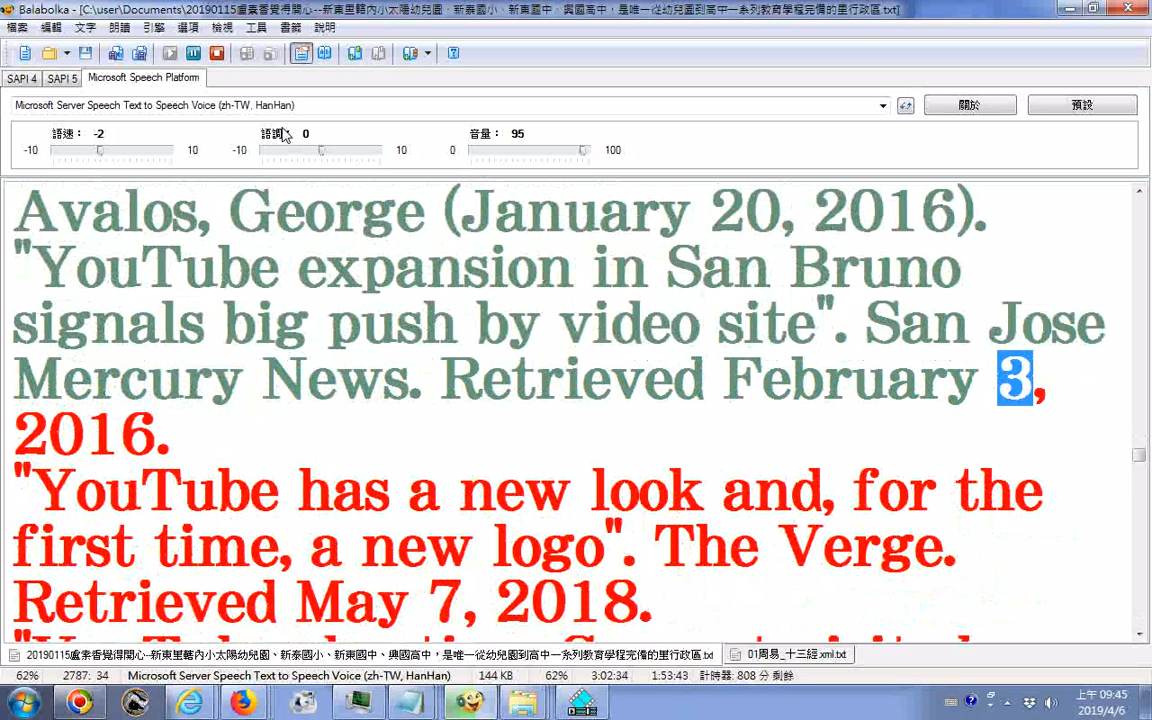 Balabolka - [C:\user\Documents\20190115盧素香覺得開心--新東里轄內小太陽幼兒園、新泰國小、新東國中、興國高中，是唯一從幼兒園到高中一系列教育學程完備的里行政區.txt]
檔案 編輯 文字 朗讀 引擎 選項 檢視 工具 書籤 說明
SAPI 4 SAPI 5 Microsoft Speech Platform
Microsoft Server Speech Text to Speech Voice (zh-TW, HanHan) 關於 預設
語速： -2 語調： 0 音量： 95
-10 10 -10 10 0 100
Avalos, George (January 20, 2016).
"YouTube expansion in San Bruno
signals big push by video site". San Jose
Mercury News. Retrieved February 3,
2016.
"YouTube has a new look and, for the
first time, a new logo". The Verge.
Retrieved May 7, 2018.
20190115盧素香覺得開心--新東里轄內小太陽幼兒園、新泰國小、新東國中、興國高中，是唯一從幼兒園到高中一系列教育學程完備的里行政區.txt 01周易_十三經.xml.txt
62% 2787: 34 Microsoft Server Speech Text to Speech Voice (zh-TW, HanHan) 144 KB 62% 3:02:34 1:53:43 計時器: 808 分 剩餘
上午 09:45
2019/4/6